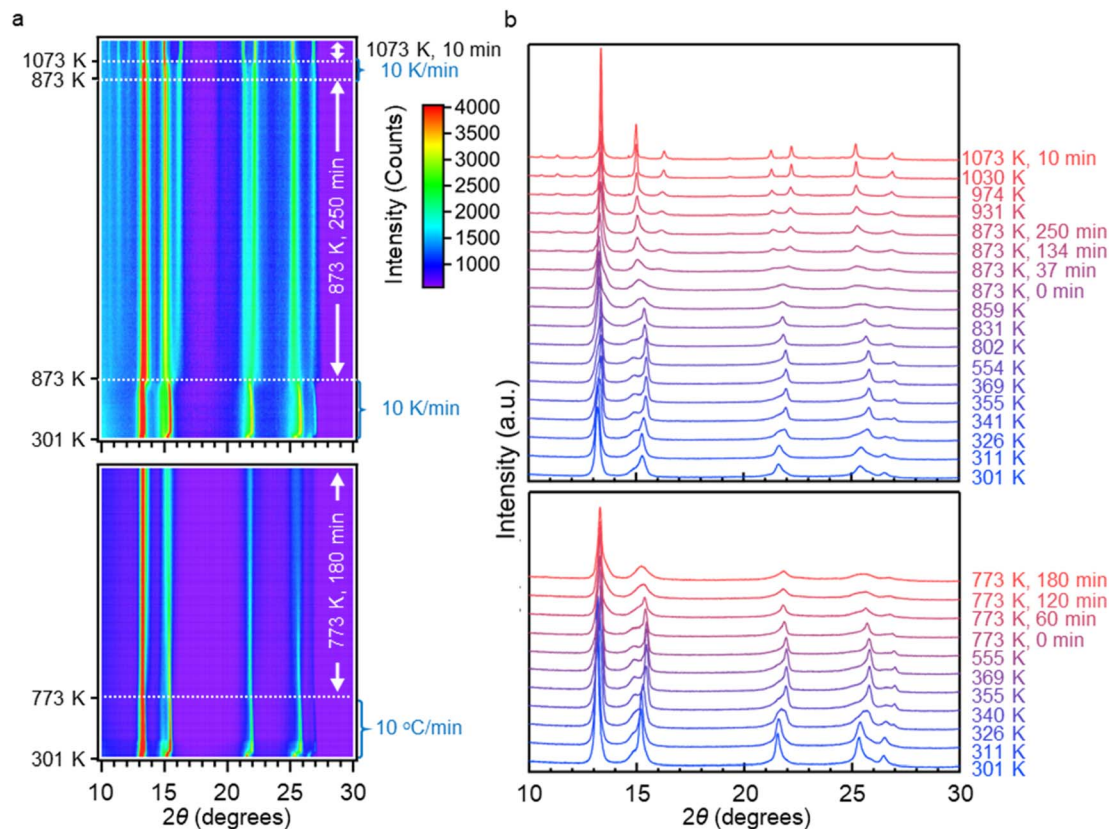 a
1073 K
873 K
873 K
301 K
873 K, 250 min
1073 K, 10 min
10 K/min
10 K/min
Intensity (Counts)
4000
3500
3000
2500
2000
1500
1000
773 K
301 K
773 K, 180 min
10 °C/min
10 15 20 25 30
2θ (degrees)
b
Intensity (a.u.)
1073 K, 10 min
1030 K
974 K
931 K
873 K, 250 min
873 K, 134 min
873 K, 37 min
873 K, 0 min
859 K
831 K
802 K
554 K
369 K
355 K
341 K
326 K
311 K
301 K
10 15 20 25 30
773 K, 180 min
773 K, 120 min
773 K, 60 min
773 K, 0 min
555 K
369 K
355 K
340 K
326 K
311 K
301 K
10 15 20 25 30
2θ (degrees)